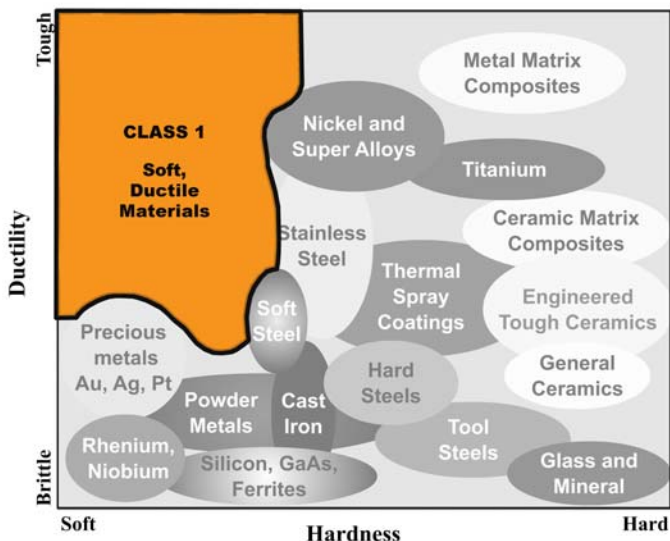 Tough
Metal Matrix
Composites
CLASS 1
Soft,
Ductile
Materials
Nickel and
Super Alloys
Titanium
Ductility
Stainless
Steel
Ceramic Matrix
Composites
Thermal
Spray
Coatings
Engineered
Tough Ceramics
Soft
Steel
Precious
metals
Au, Ag, Pt
Hard
Steels
General
Ceramics
Powder
Metals
Cast
Iron
Tool
Steels
Rhenium,
Niobium
Silicon, GaAs,
Ferrites
Glass and
Mineral
Brittle
Soft
Hardness
Hard